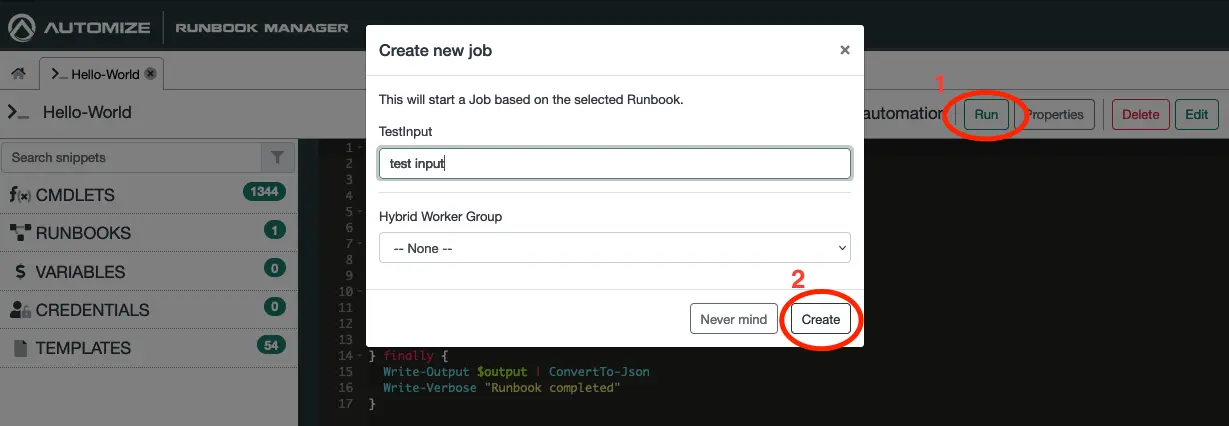 AUTOMIZE RUNBOOK MANAGER
Create new job ×
>_ Hello-World
This will start a Job based on the selected Runbook.
1
>_ Hello-World
automation Run Properties Delete Edit
TestInput
Search snippets
test input
f(x) CMDLETS 1344
RUNBOOKS 1
Hybrid Worker Group
-- None --
$ VARIABLES 0
2
CREDENTIALS 0
Never mind Create
TEMPLATES 54
1
2
3
4
5
6
7
8
9
10
11
12
13
14 } finally {
15 Write-Output $output | ConvertTo-Json
16 Write-Verbose "Runbook completed"
17 }